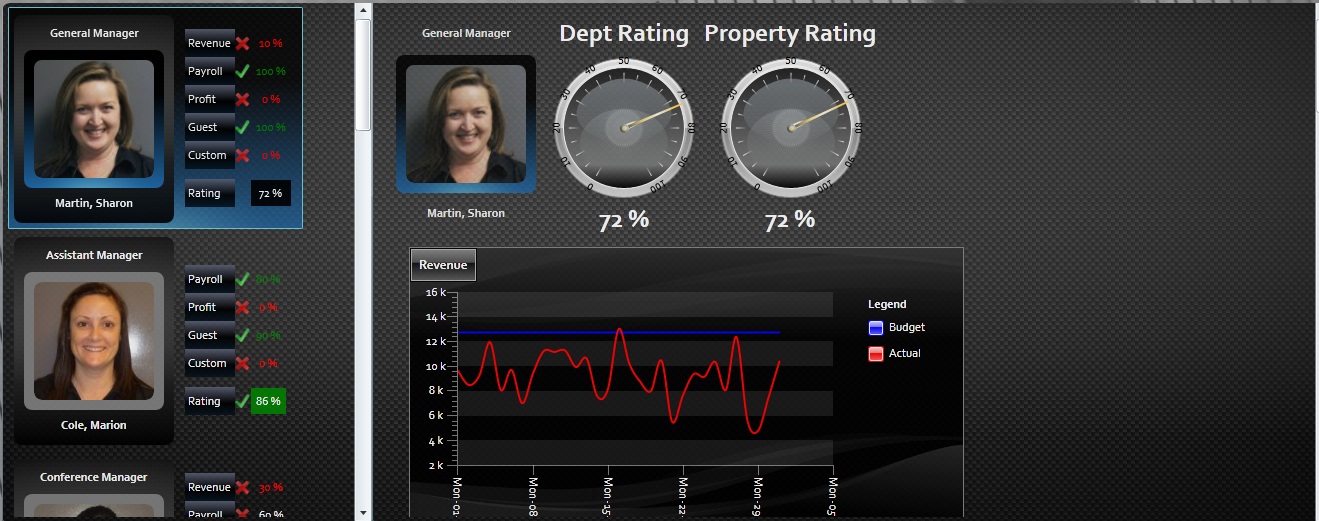 General Manager
Revenue 10 %
Payroll 100 %
Profit 0 %
Guest 100 %
Custom 0 %
Rating 72 %
Martin, Sharon
Assistant Manager
Payroll 80 %
Profit 0 %
Guest 90 %
Custom 0 %
Rating 86 %
Cole, Marion
Conference Manager
Revenue 30 %
Payroll 60 %
General Manager
Martin, Sharon
Dept Rating Property Rating
0 10 20 30 40 50 70 80 100
0 10 20 30 40 50 70 80 100
72 % 72 %
Revenue
16 k
14 k
12 k
10 k
8 k
6 k
4 k
2 k
Mon-01- Mon-08 Mon-15- Mon-22- Mon-29- Mon-05
Legend
Budget
Actual